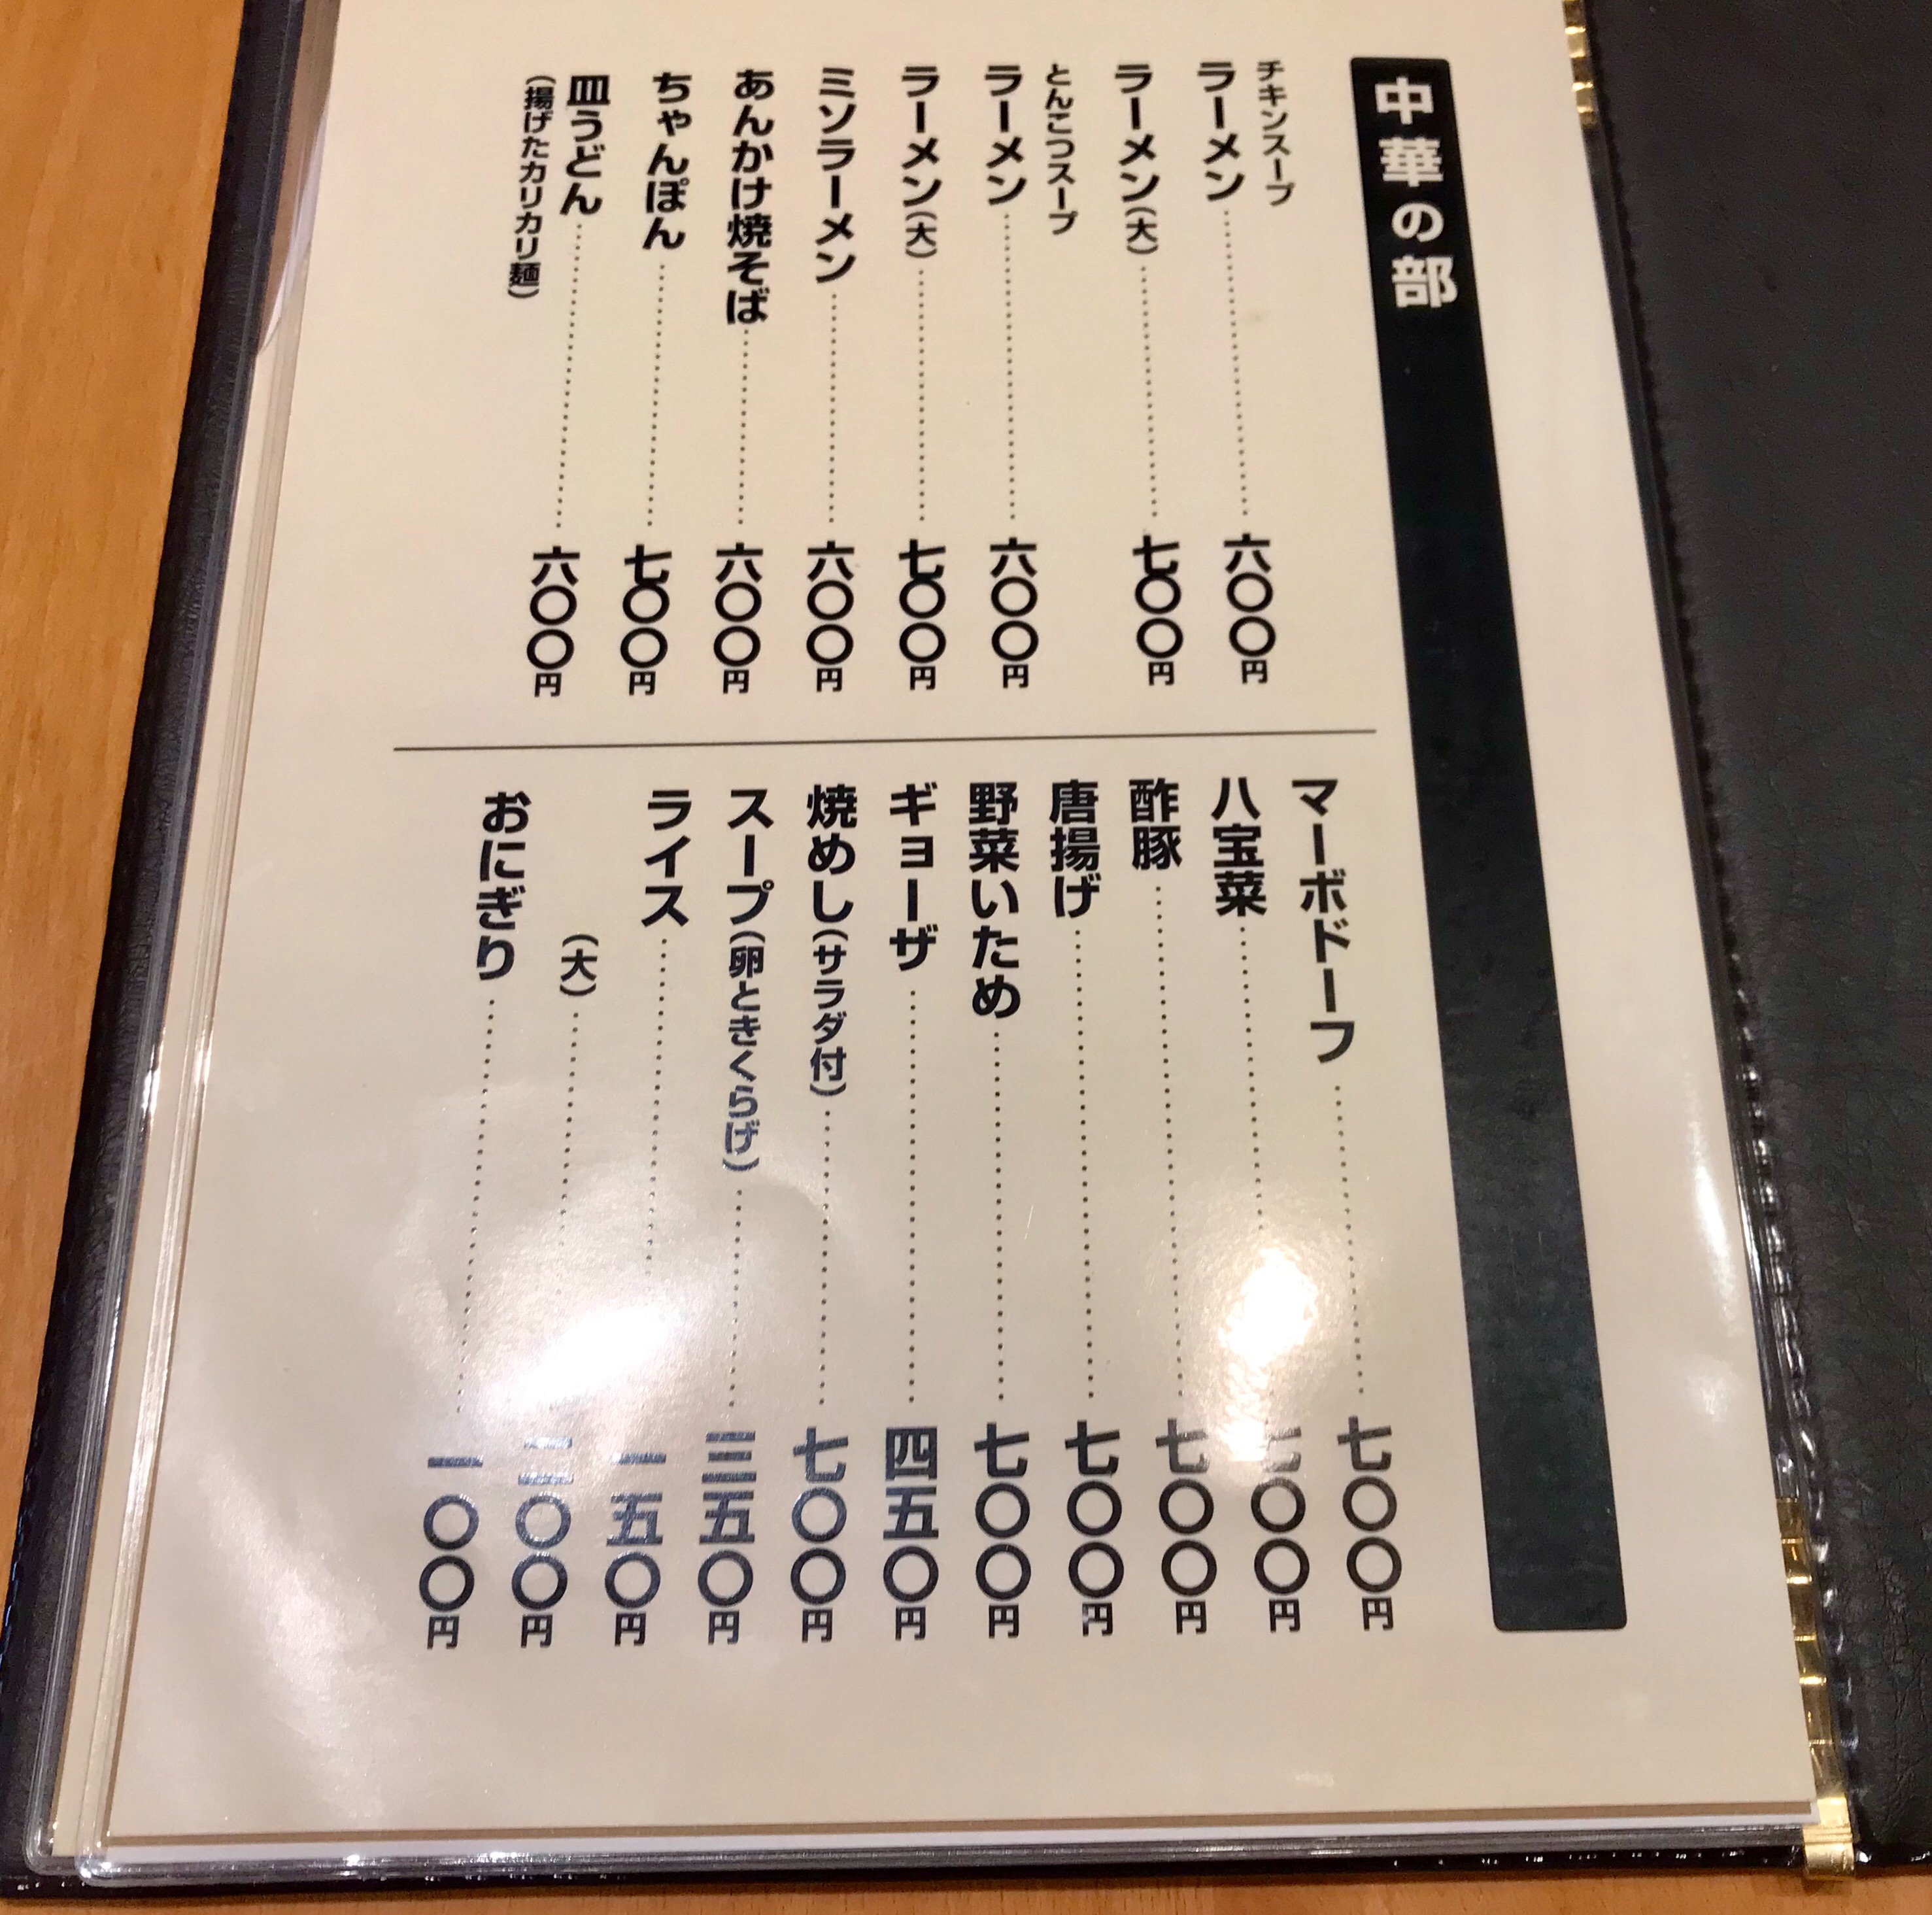 中華の部
チキンスープ
ラーメン……六〇〇円
ラーメン(大)……七〇〇円
とんこつスープ
ラーメン……六〇〇円
ラーメン(大)……七〇〇円
ミソラーメン……六〇〇円
あんかけ焼そば……六〇〇円
ちゃんぽん……七〇〇円
皿うどん……六〇〇円
(揚げたカリカリ麺)
マーボドーフ……七〇〇円
八宝菜……七〇〇円
酢豚……七〇〇円
唐揚げ……七〇〇円
野菜いため……七〇〇円
ギョーザ……四五〇円
焼めし(サラダ付)……七〇〇円
スープ(卵ときくらげ)……三五〇円
ライス……一五〇円
(大)……二〇〇円
おにぎり……一〇〇円